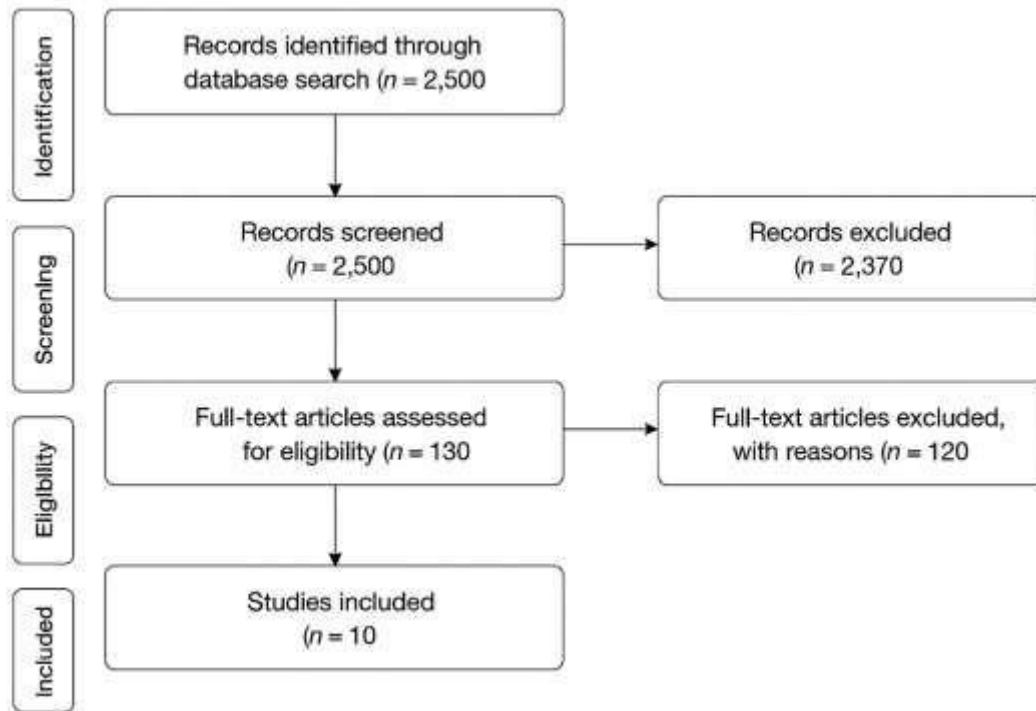 Identification
Records identified through
database search (n = 2,500
Screening
Records screened
(n = 2,500
Records excluded
(n = 2,370
Eligibility
Full-text articles assessed
for eligibility (n = 130
Full-text articles excluded,
with reasons (n = 120
Included
Studies included
(n = 10